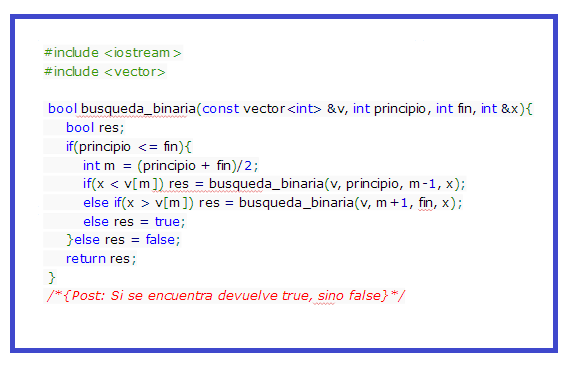 #include <iostream>
#include <vector>
bool busqueda_binaria(const vector<int> &v, int principio, int fin, int &x){
bool res;
if(principio <= fin){
int m = (principio + fin)/2;
if(x < v[m]) res = busqueda_binaria(v, principio, m-1, x);
else if(x > v[m]) res = busqueda_binaria(v, m+1, fin, x);
else res = true;
}else res = false;
return res;
}
/*{Post: Si se encuentra devuelve true, sino false}*/